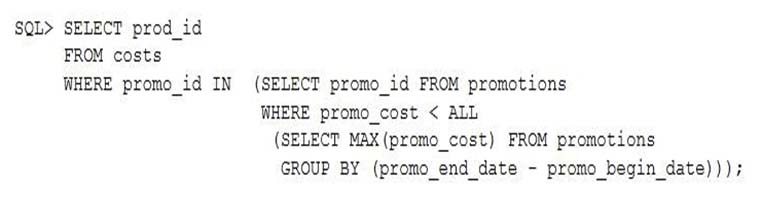 SQL> SELECT prod_id
FROM costs
WHERE promo_id IN (SELECT promo_id FROM promotions
WHERE promo_cost < ALL
(SELECT MAX(promo_cost) FROM promotions
GROUP BY (promo_end_date - promo_begin_date)));